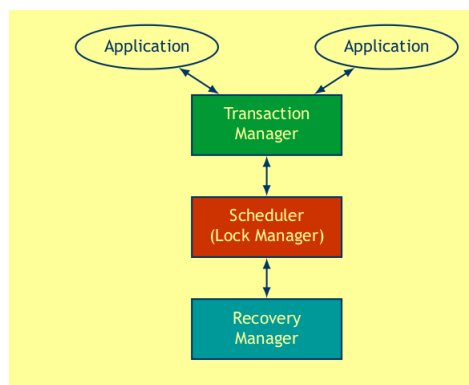 Application
Application
Transaction
Manager
Scheduler
(Lock Manager)
Recovery
Manager